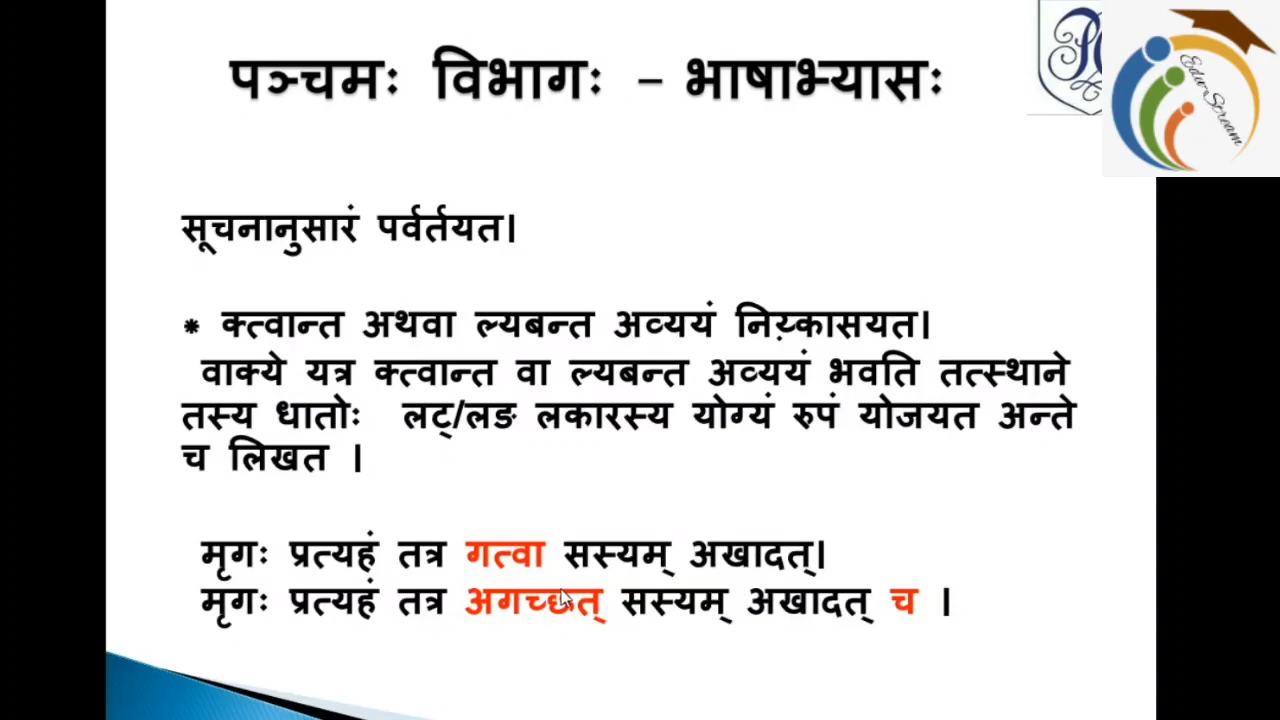 पञ्चमः विभागः – भाषाभ्यासः
Edu-Stream
सूचनानुसारं पर्वर्तयत।
* क्त्वान्त अथवा ल्यबन्त अव्ययं निय़्कासयत।
वाक्ये यत्र क्त्वान्त वा ल्यबन्त अव्ययं भवति तत्स्थाने
तस्य धातोः लट्/लङ लकारस्य योग्यं रुपं योजयत अन्ते
च लिखत ।
मृगः प्रत्यहं तत्र गत्वा सस्यम् अखादत्।
मृगः प्रत्यहं तत्र अगच्छत् सस्यम् अखादत् च ।